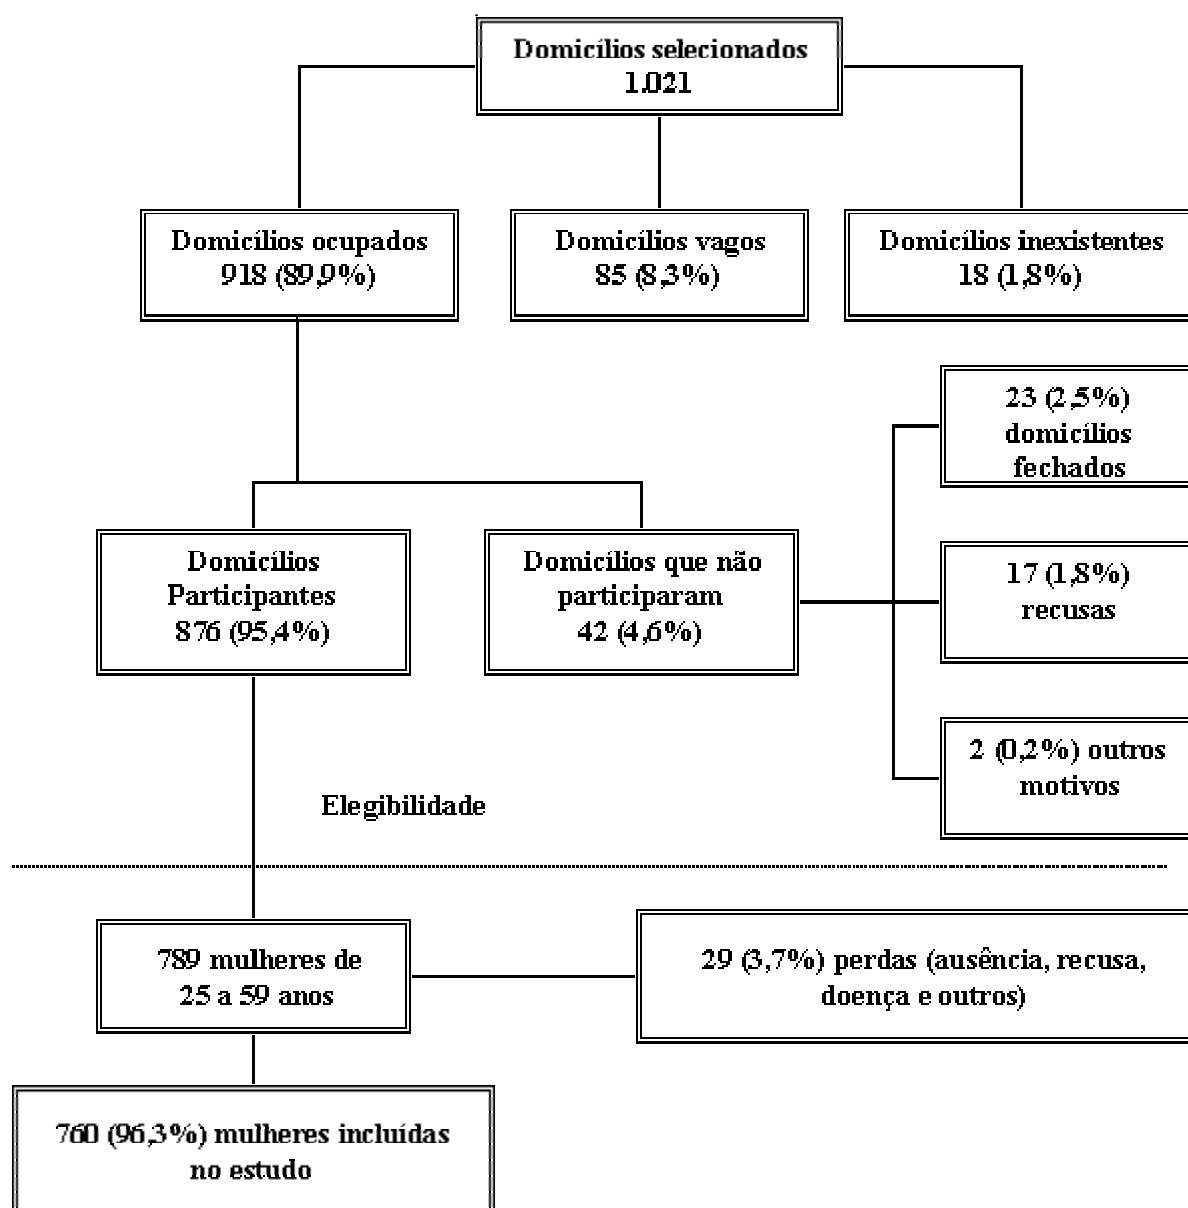 Domicílios selecionados
1.021
Domicílios ocupados
918 (89,9%)
Domicílios vagos
85 (8,3%)
Domicílios inexistentes
18 (1,8%)
23 (2,5%)
domicílios
fechados
Domicílios
Participantes
876 (95,4%)
Domicílios que não
participaram
42 (4,6%)
17 (1,8%)
recusas
2 (0,2%) outros
motivos
Elegibilidade
789 mulheres de
25 a 59 anos
29 (3,7%) perdas (ausência, recusa,
doença e outros)
760 (96,3%) mulheres incluídas
no estudo